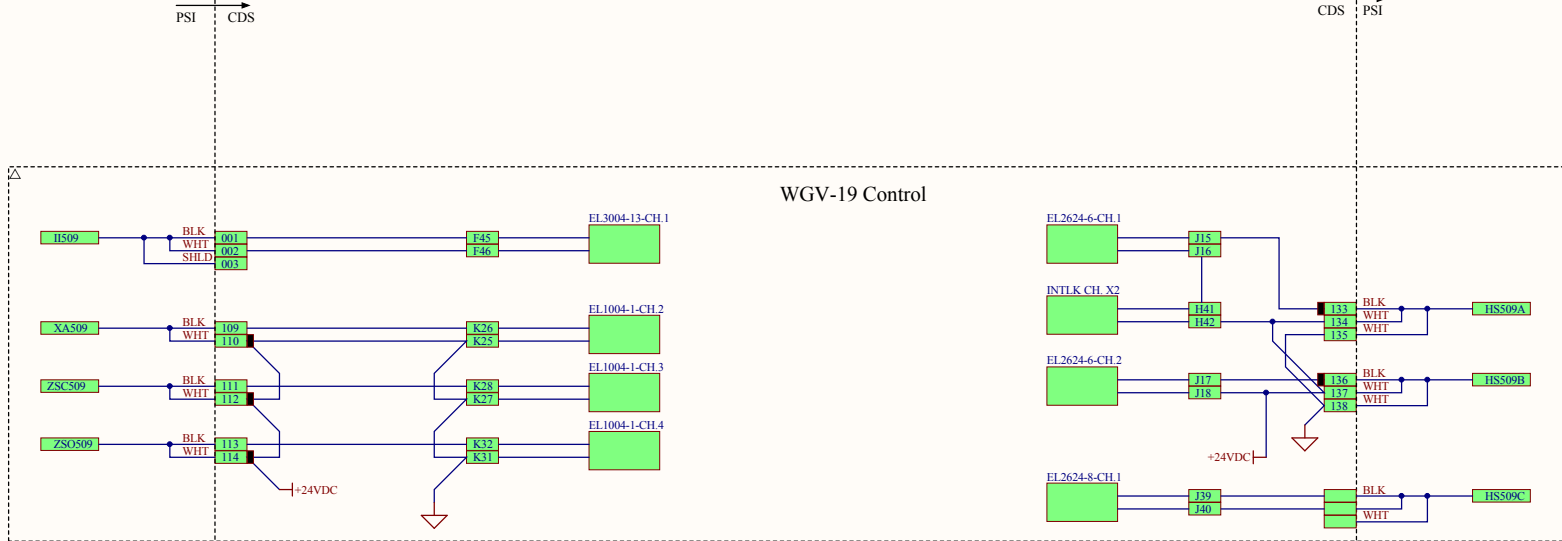 PSI CDS
CDS PSI
WGV-19 Control
II509
BLK
WHT
SHLD
001
002
003
F45
F46
EL3004-13-CH.1
XA509
BLK
WHT
109
110
K26
K25
EL1004-1-CH.2
ZSC509
BLK
WHT
111
112
K28
K27
EL1004-1-CH.3
ZSO509
BLK
WHT
113
114
K32
K31
EL1004-1-CH.4
+24VDC
EL2624-6-CH.1
J15
J16
INTLK CH. X2
H41
H42
133
134
135
BLK
WHT
WHT
HS509A
EL2624-6-CH.2
J17
J18
136
137
138
BLK
WHT
WHT
HS509B
+24VDC
EL2624-8-CH.1
J39
J40
BLK
WHT
HS509C